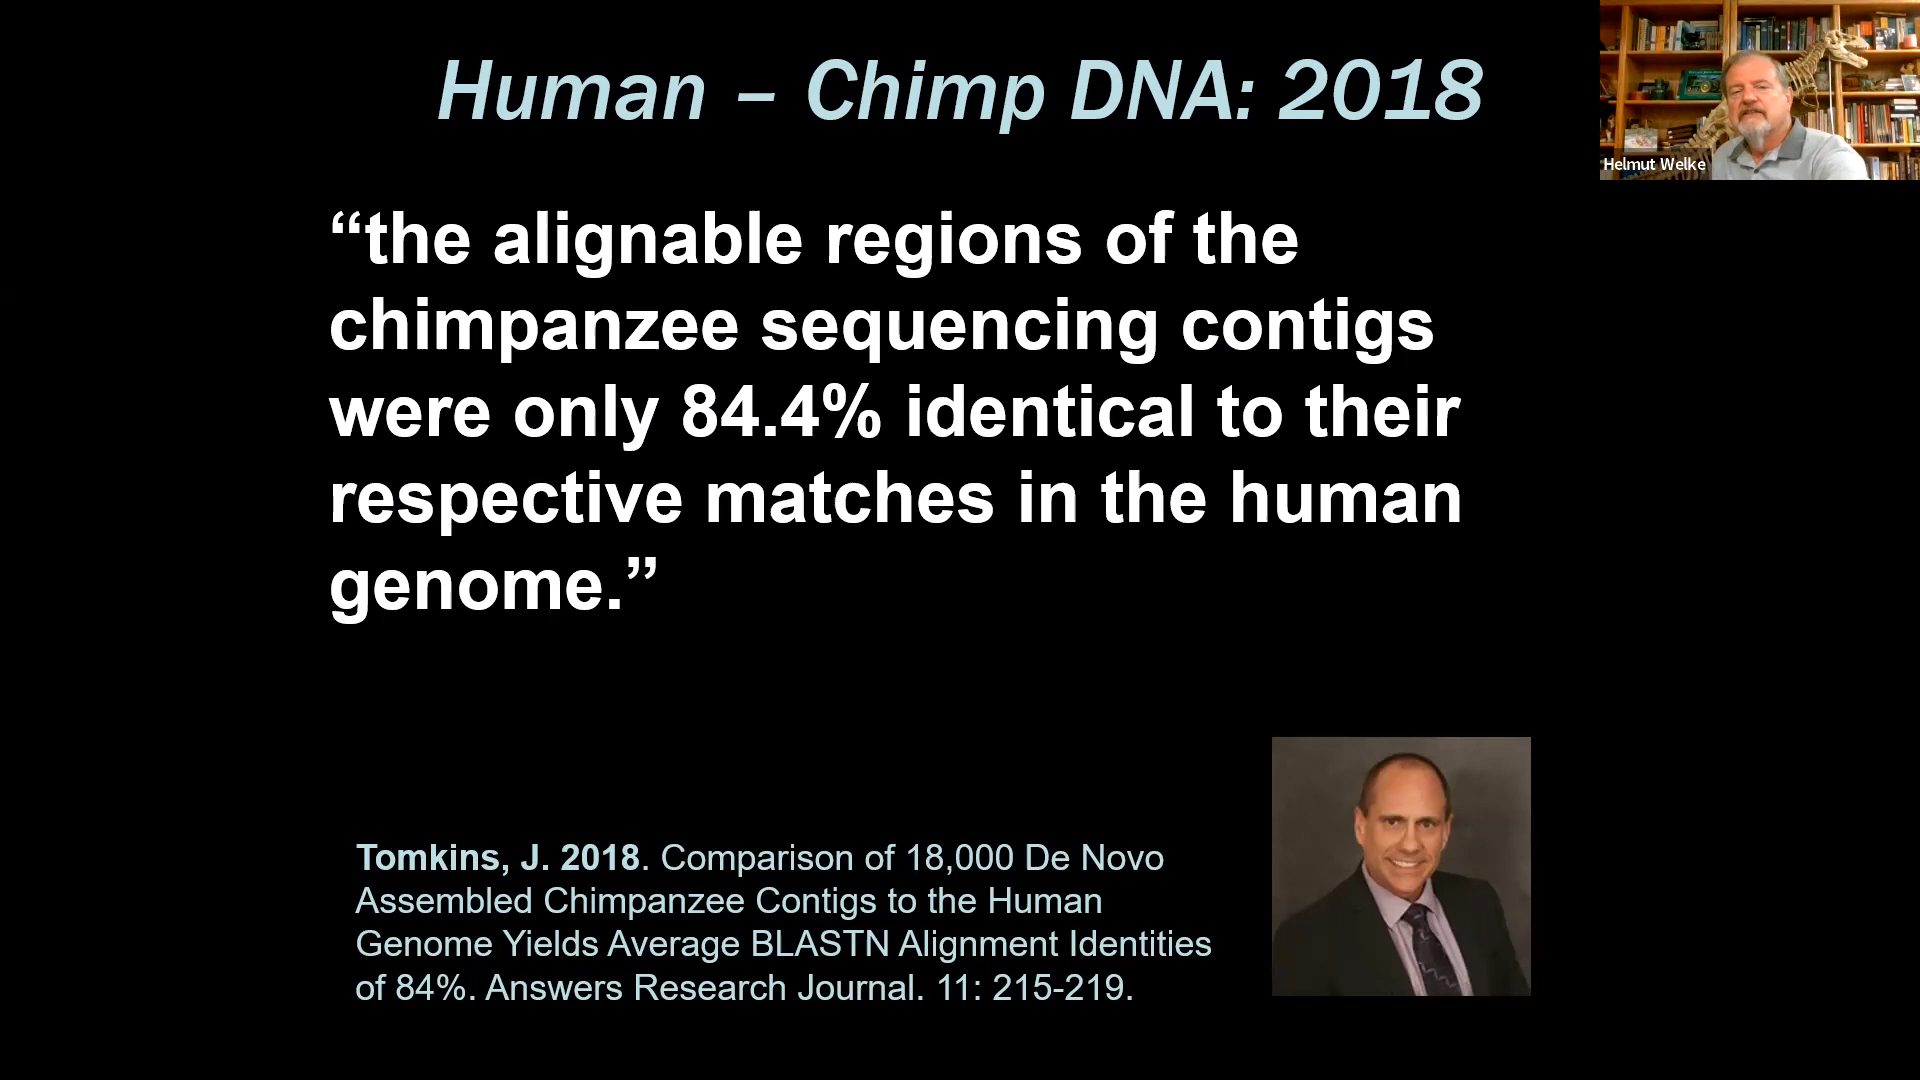 Human – Chimp DNA: 2018
Helmut Welke
“the alignable regions of the
chimpanzee sequencing contigs
were only 84.4% identical to their
respective matches in the human
genome.”
Tomkins, J. 2018. Comparison of 18,000 De Novo
Assembled Chimpanzee Contigs to the Human
Genome Yields Average BLASTN Alignment Identities
of 84%. Answers Research Journal. 11: 215-219.